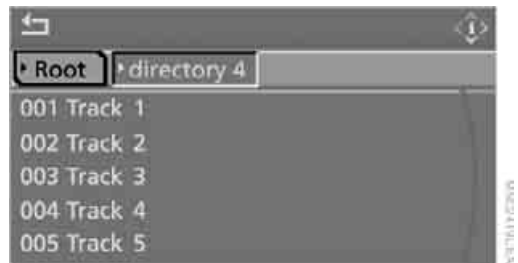 Root directory 4
001 Track 1
002 Track 2
003 Track 3
004 Track 4
005 Track 5